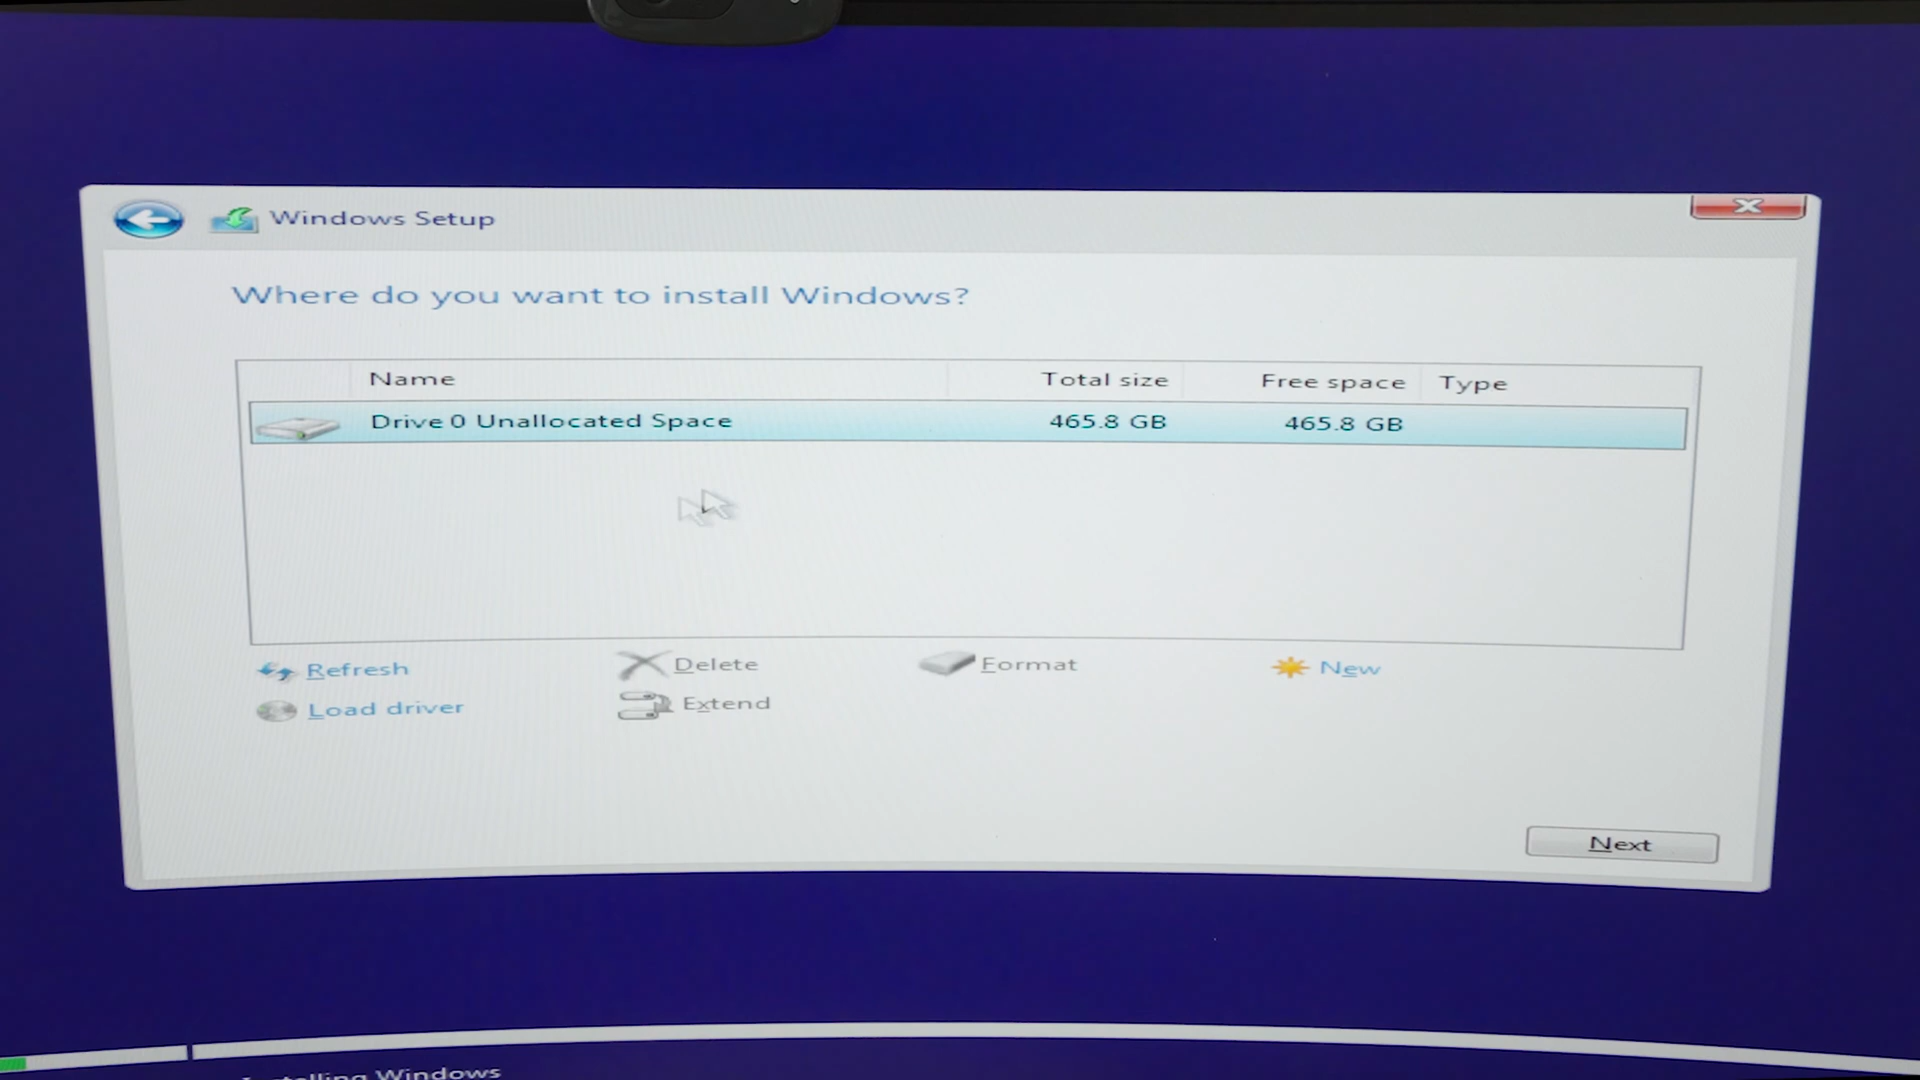 Windows Setup
Where do you want to install Windows?
Name Total size Free space Type
Drive 0 Unallocated Space 465.8 GB 465.8 GB
Refresh Delete Format New
Load driver Extend
Next
Installing Windows